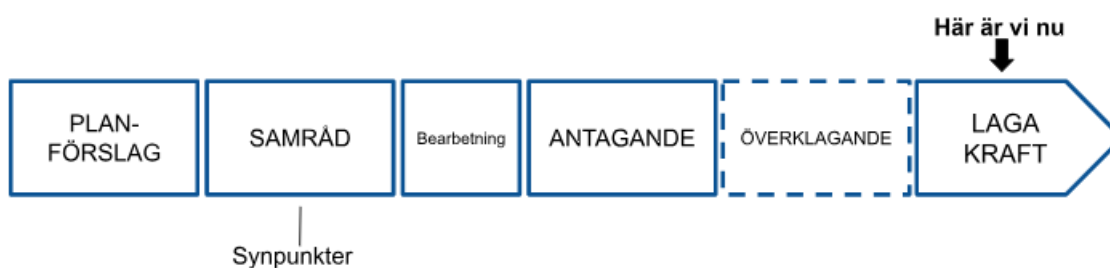 Här är vi nu
PLAN-
FÖRSLAG
SAMRÅD
Bearbetning
ANTAGANDE
ÖVERKLAGANDE
LAGA
KRAFT
Synpunkter